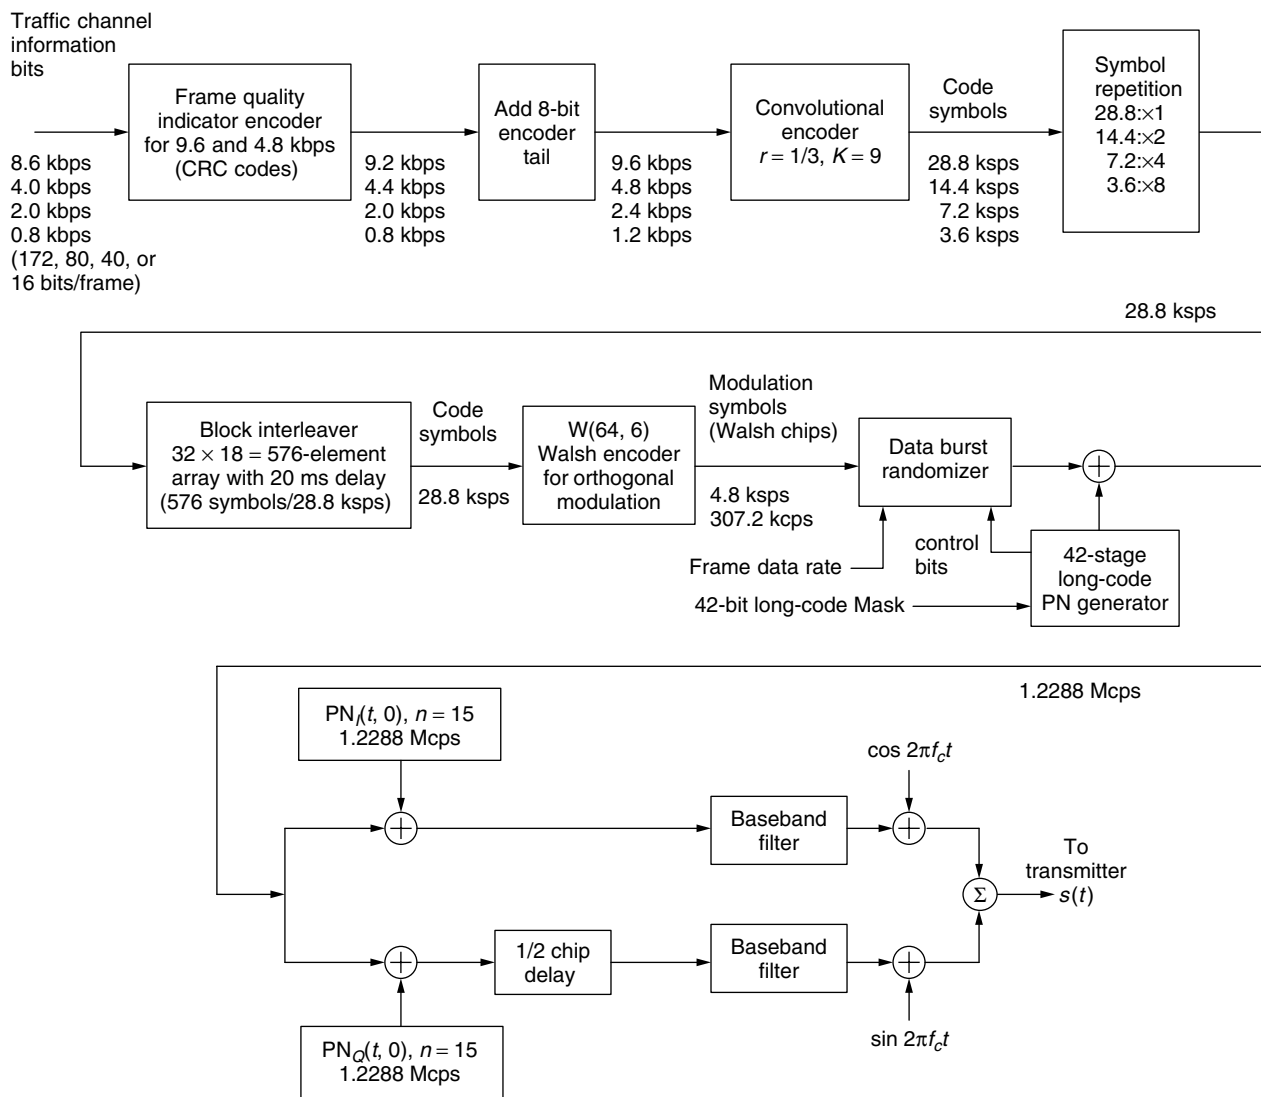 Traffic channel
information
bits
8.6 kbps
4.0 kbps
2.0 kbps
0.8 kbps
(172, 80, 40, or
16 bits/frame)
Frame quality
indicator encoder
for 9.6 and 4.8 kbps
(CRC codes)
9.2 kbps
4.4 kbps
2.0 kbps
0.8 kbps
Add 8-bit
encoder
tail
9.6 kbps
4.8 kbps
2.4 kbps
1.2 kbps
Convolutional
encoder
r = 1/3, K = 9
Code
symbols
28.8 ksps
14.4 ksps
7.2 ksps
3.6 ksps
Symbol
repetition
28.8:×1
14.4:×2
7.2:×4
3.6:×8
28.8 ksps
Block interleaver
32 × 18 = 576-element
array with 20 ms delay
(576 symbols/28.8 ksps)
Code
symbols
28.8 ksps
W(64, 6)
Walsh encoder
for orthogonal
modulation
Modulation
symbols
(Walsh chips)
4.8 ksps
307.2 kcps
Data burst
randomizer
+
Frame data rate
control
bits
42-bit long-code Mask
42-stage
long-code
PN generator
1.2288 Mcps
PN_I(t, 0), n = 15
1.2288 Mcps
+
Baseband
filter
cos 2πf_ct
+
Σ
To
transmitter
s(t)
+
1/2 chip
delay
Baseband
filter
+
sin 2πf_ct
PN_Q(t, 0), n = 15
1.2288 Mcps